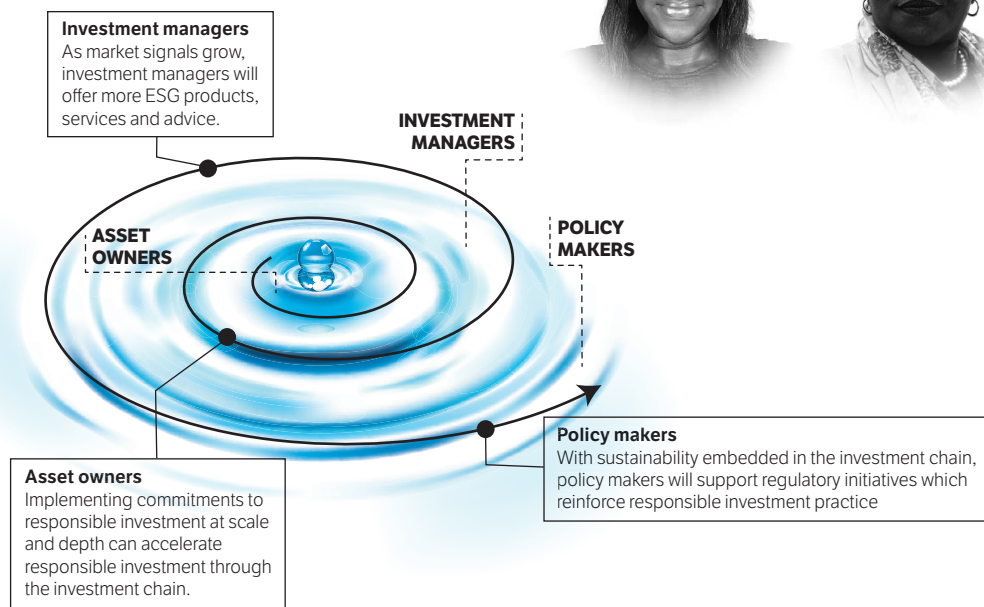 Investment managers
As market signals grow,
investment managers will
offer more ESG products,
services and advice.
INVESTMENT
MANAGERS
ASSET
OWNERS
POLICY
MAKERS
Asset owners
Implementing commitments to
responsible investment at scale
and depth can accelerate
responsible investment through
the investment chain.
Policy makers
With sustainability embedded in the investment chain,
policy makers will support regulatory initiatives which
reinforce responsible investment practice